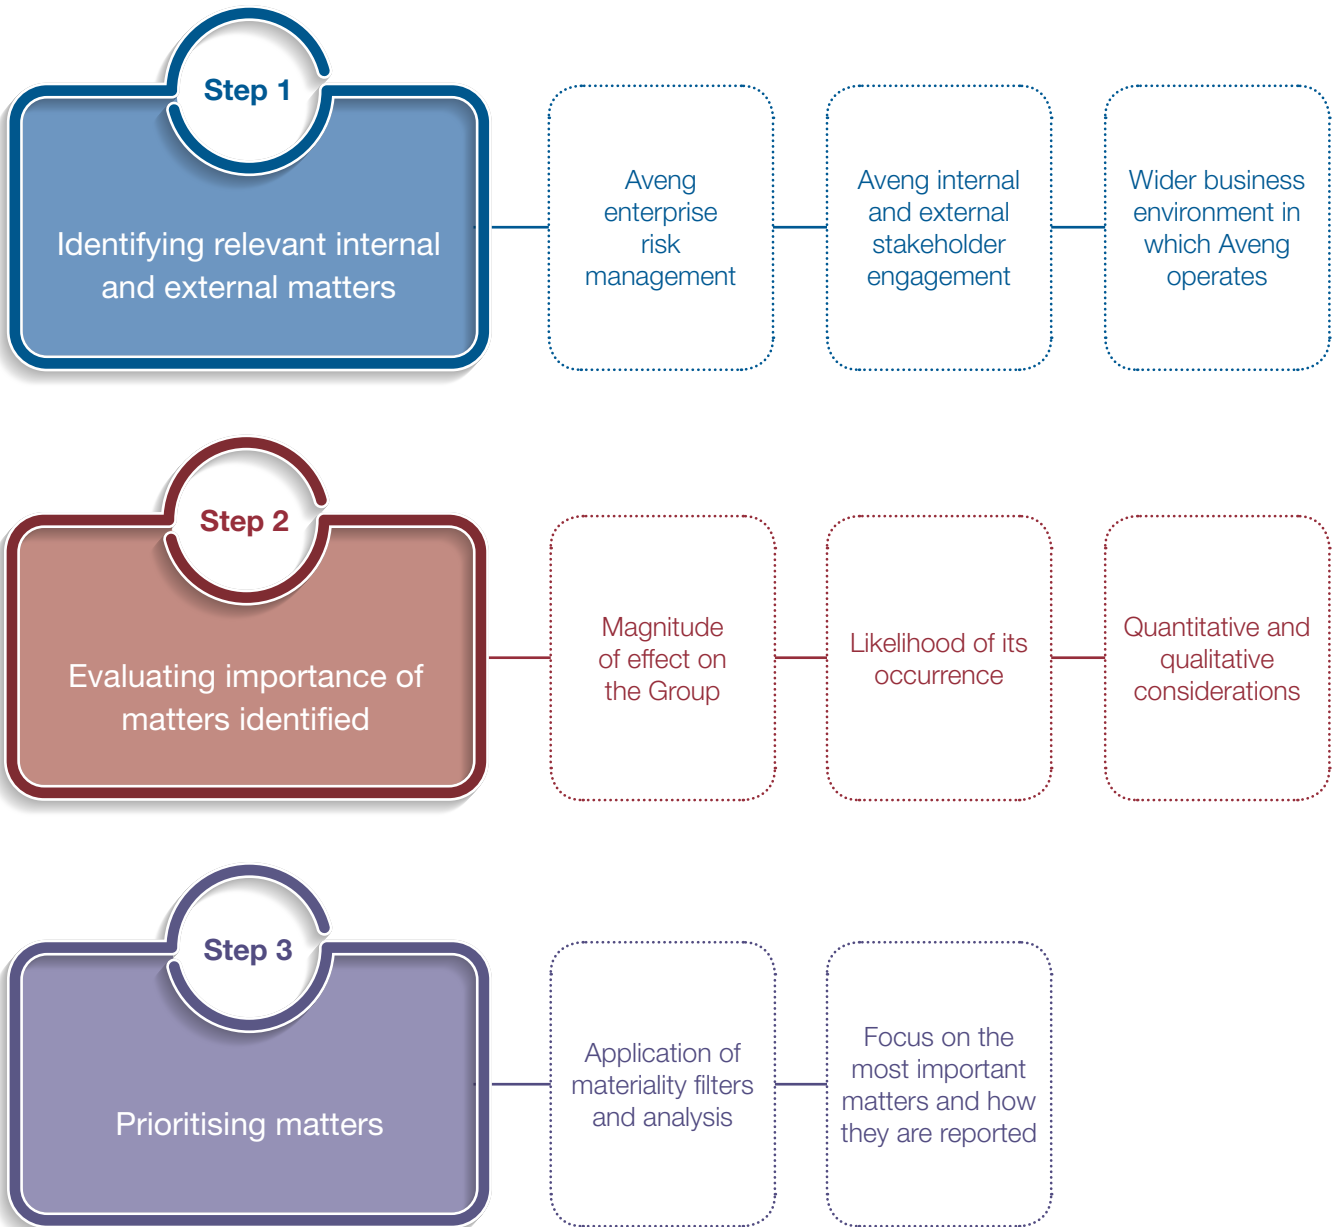 Step 1
Identifying relevant internal
and external matters
Aveng
enterprise
risk
management
Aveng internal
and external
stakeholder
engagement
Wider business
environment in
which Aveng
operates
Step 2
Evaluating importance of
matters identified
Magnitude
of effect on
the Group
Likelihood of its
occurrence
Quantitative and
qualitative
considerations
Step 3
Prioritising matters
Application of
materiality filters
and analysis
Focus on the
most important
matters and how
they are reported